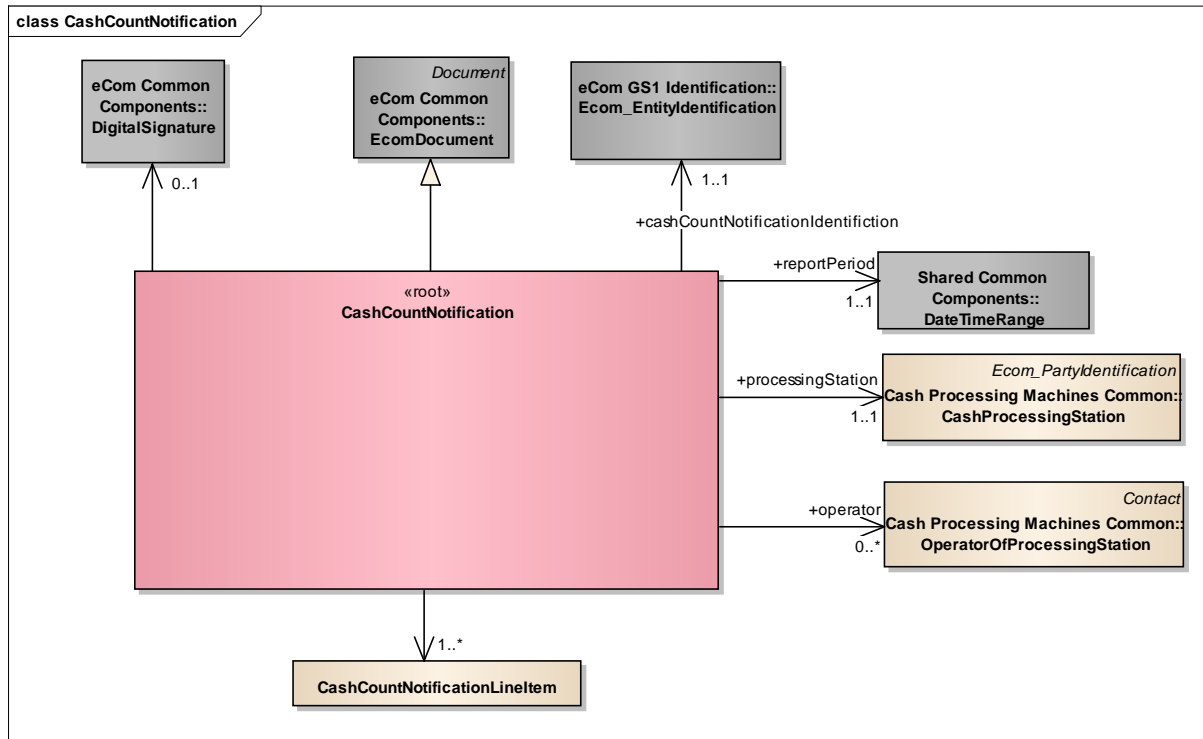 class CashCountNotification
eCom Common
Components::
DigitalSignature
Document
eCom Common
Components::
EcomDocument
eCom GS1 Identification::
Ecom_EntityIdentification
0..1
1..1
+cashCountNotificationIdentifiction
«root»
CashCountNotification
+reportPeriod
1..1
Shared Common
Components::
DateTimeRange
+processingStation
1..1
Ecom_PartyIdentification
Cash Processing Machines Common::
CashProcessingStation
+operator
0..*
Contact
Cash Processing Machines Common::
OperatorOfProcessingStation
1..*
CashCountNotificationLineItem